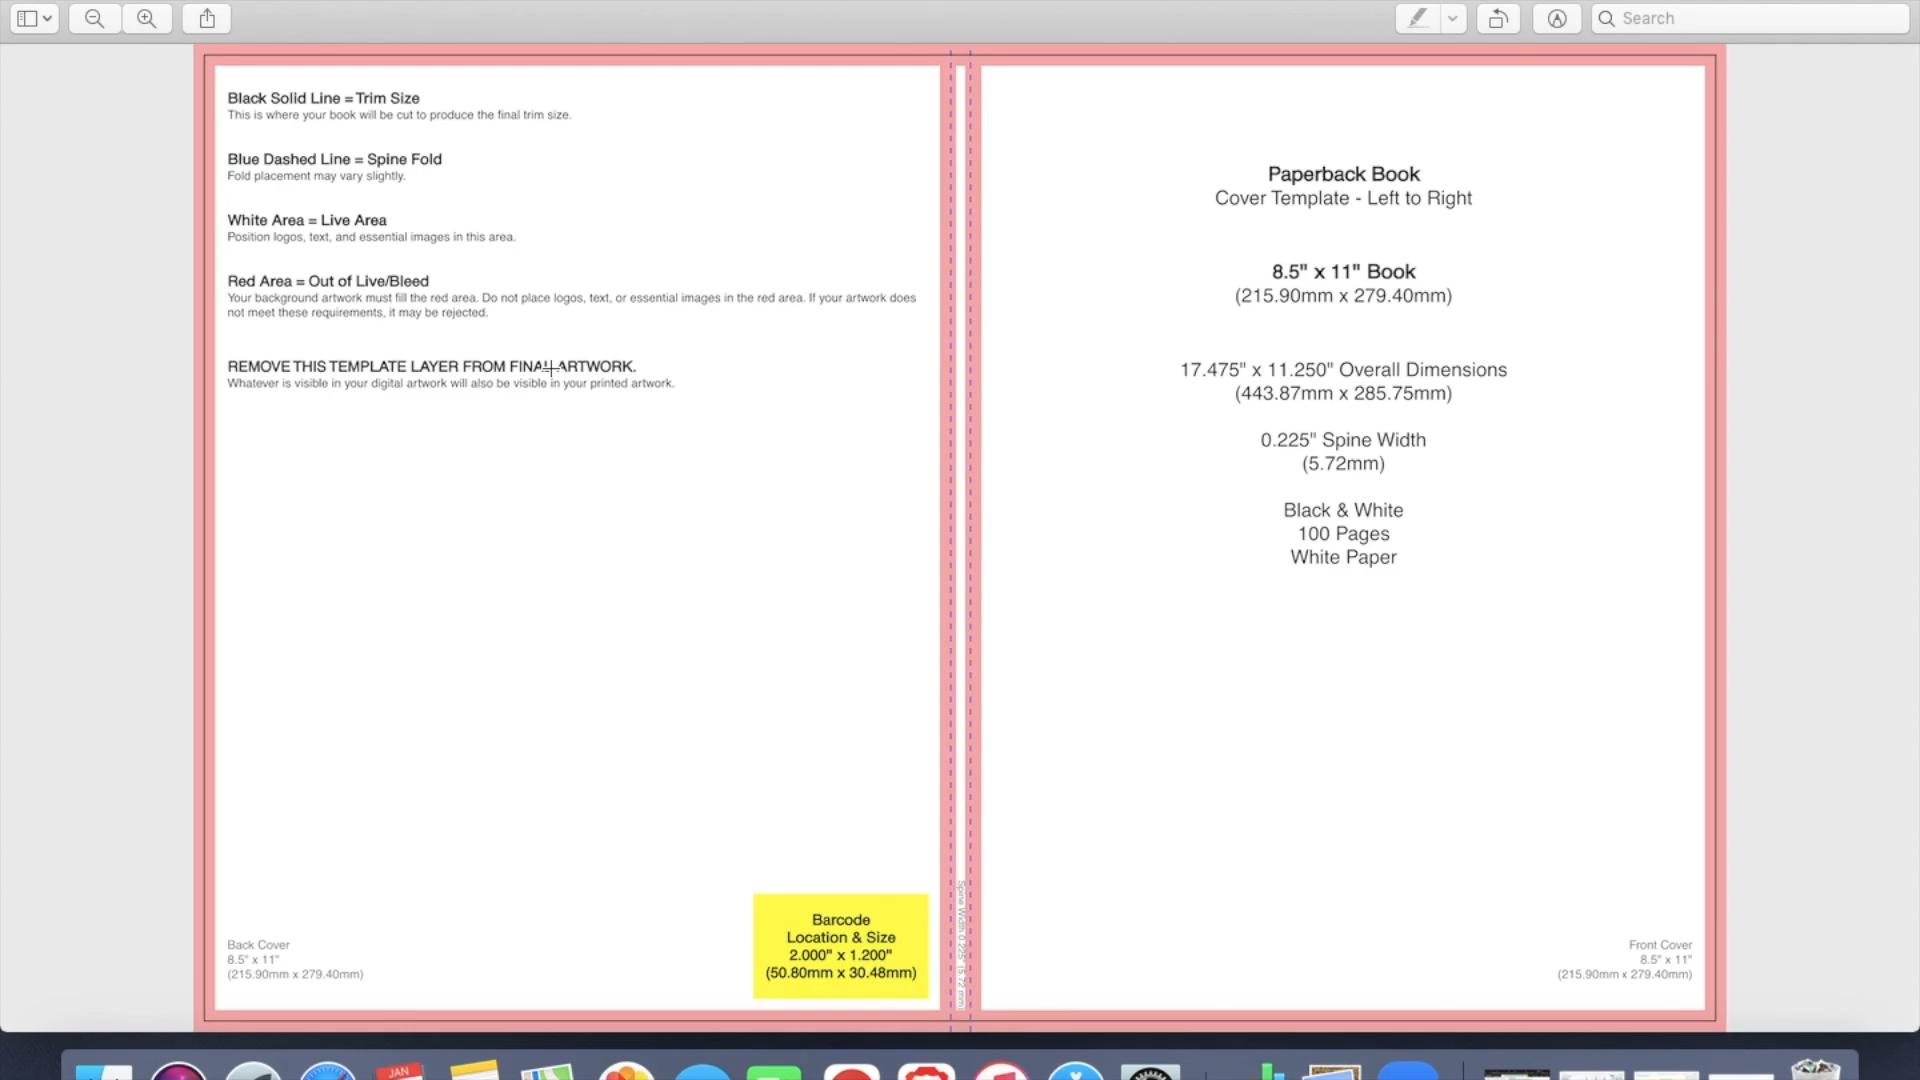 Search
Black Solid Line = Trim Size
This is where your book will be cut to produce the final trim size.
Blue Dashed Line = Spine Fold
Fold placement may vary slightly.
White Area = Live Area
Position logos, text, and essential images in this area.
Red Area = Out of Live/Bleed
Your background artwork must fill the red area. Do not place logos, text, or essential images in the red area. If your artwork does
not meet these requirements, it may be rejected.
REMOVE THIS TEMPLATE LAYER FROM FINAL ARTWORK.
Whatever is visible in your digital artwork will also be visible in your printed artwork.
Back Cover
8.5" x 11"
(215.90mm x 279.40mm)
Barcode
Location & Size
2.000" x 1.200"
(50.80mm x 30.48mm)
Spine Width 0.225" (5.72 mm)
Paperback Book
Cover Template - Left to Right
8.5" x 11" Book
(215.90mm x 279.40mm)
17.475" x 11.250" Overall Dimensions
(443.87mm x 285.75mm)
0.225" Spine Width
(5.72mm)
Black & White
100 Pages
White Paper
Front Cover
8.5" x 11"
(215.90mm x 279.40mm)
JAN